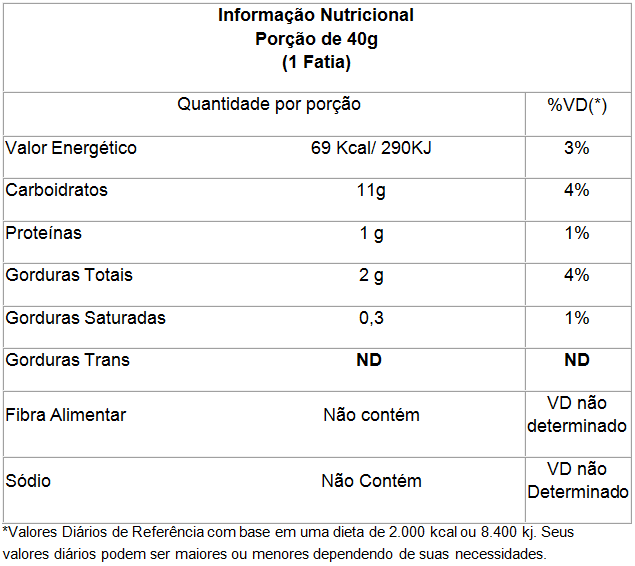 Informação Nutricional
Porção de 40g
(1 Fatia)
Quantidade por porção %VD(*)
Valor Energético 69 Kcal/ 290KJ 3%
Carboidratos 11g 4%
Proteínas 1 g 1%
Gorduras Totais 2 g 4%
Gorduras Saturadas 0,3 1%
Gorduras Trans ND ND
Fibra Alimentar Não contém VD não determinado
Sódio Não Contém VD não Determinado
*Valores Diários de Referência com base em uma dieta de 2.000 kcal ou 8.400 kj. Seus
valores diários podem ser maiores ou menores dependendo de suas necessidades.